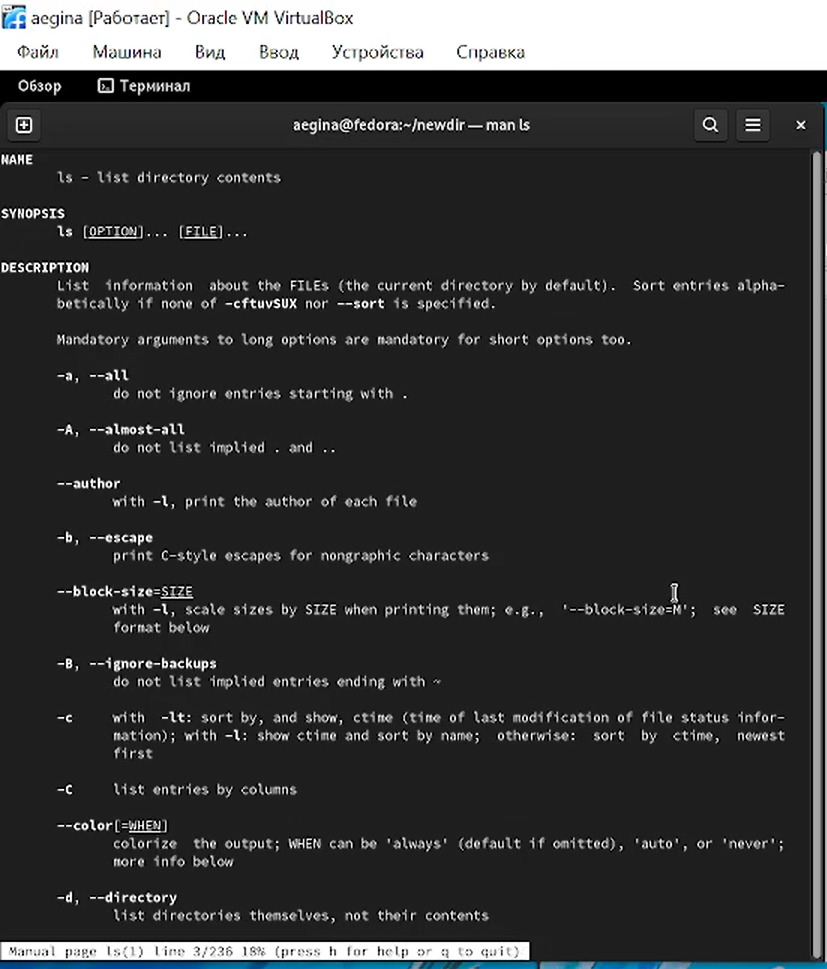 aegina [Работает] - Oracle VM VirtualBox
Файл Машина Вид Ввод Устройства Справка
Обзор Терминал
aegina@fedora:~/newdir — man ls
NAME
ls - list directory contents
SYNOPSIS
ls [OPTION]... [FILE]...
DESCRIPTION
List information about the FILEs (the current directory by default). Sort entries alpha-
betically if none of -cftuvSUX nor --sort is specified.
Mandatory arguments to long options are mandatory for short options too.
-a, --all
do not ignore entries starting with .
-A, --almost-all
do not list implied . and ..
--author
with -l, print the author of each file
-b, --escape
print C-style escapes for nongraphic characters
--block-size=SIZE
with -l, scale sizes by SIZE when printing them; e.g., '--block-size=M'; see SIZE
format below
-B, --ignore-backups
do not list implied entries ending with ~
-c with -lt: sort by, and show, ctime (time of last modification of file status infor-
mation); with -l: show ctime and sort by name; otherwise: sort by ctime, newest
first
-C list entries by columns
--color[=WHEN]
colorize the output; WHEN can be 'always' (default if omitted), 'auto', or 'never';
more info below
-d, --directory
list directories themselves, not their contents
Manual page ls(1) line 3/236 18% (press h for help or q to quit)